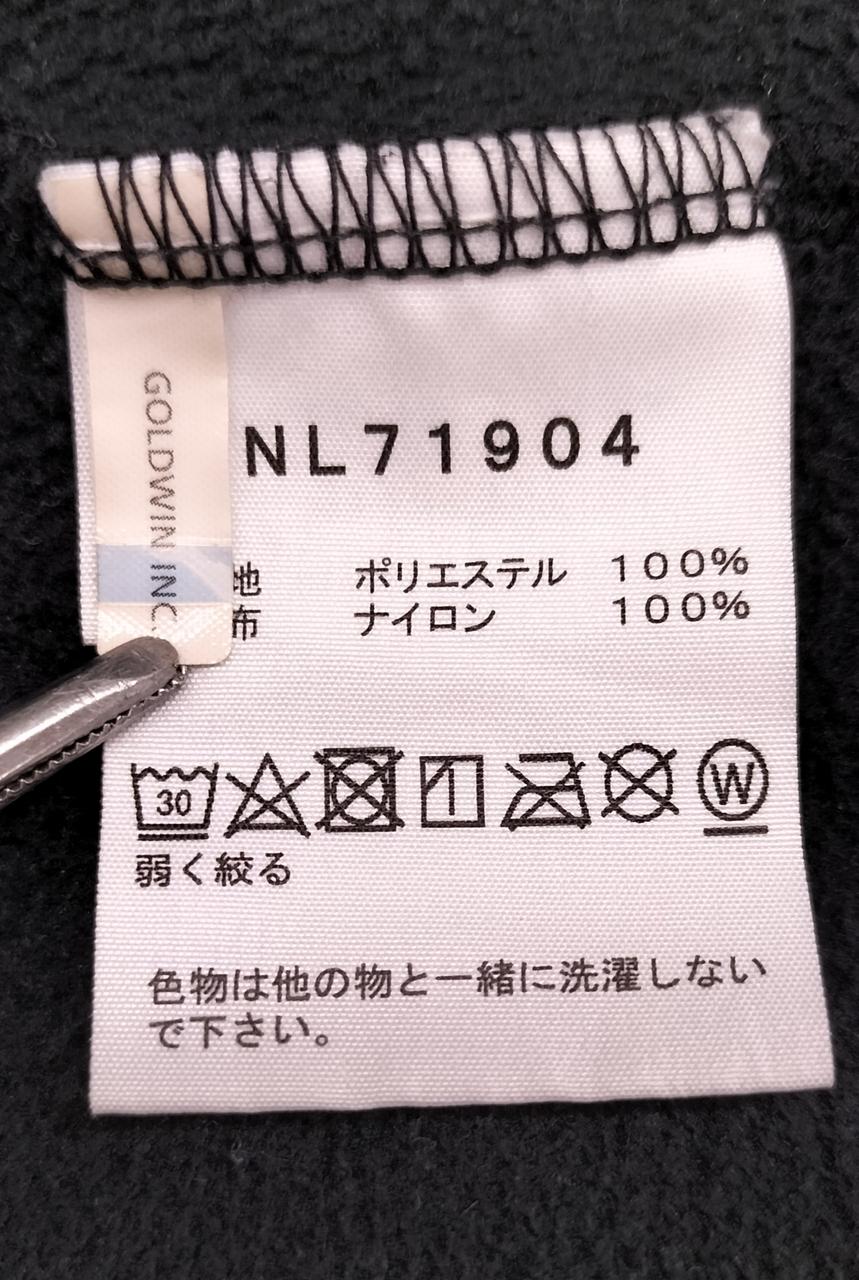 GOLDWIN INC.
NL71904
地 ポリエステル 100%
布 ナイロン 100%
30
W
弱く絞る
色物は他の物と一緒に洗濯しない
で下さい。